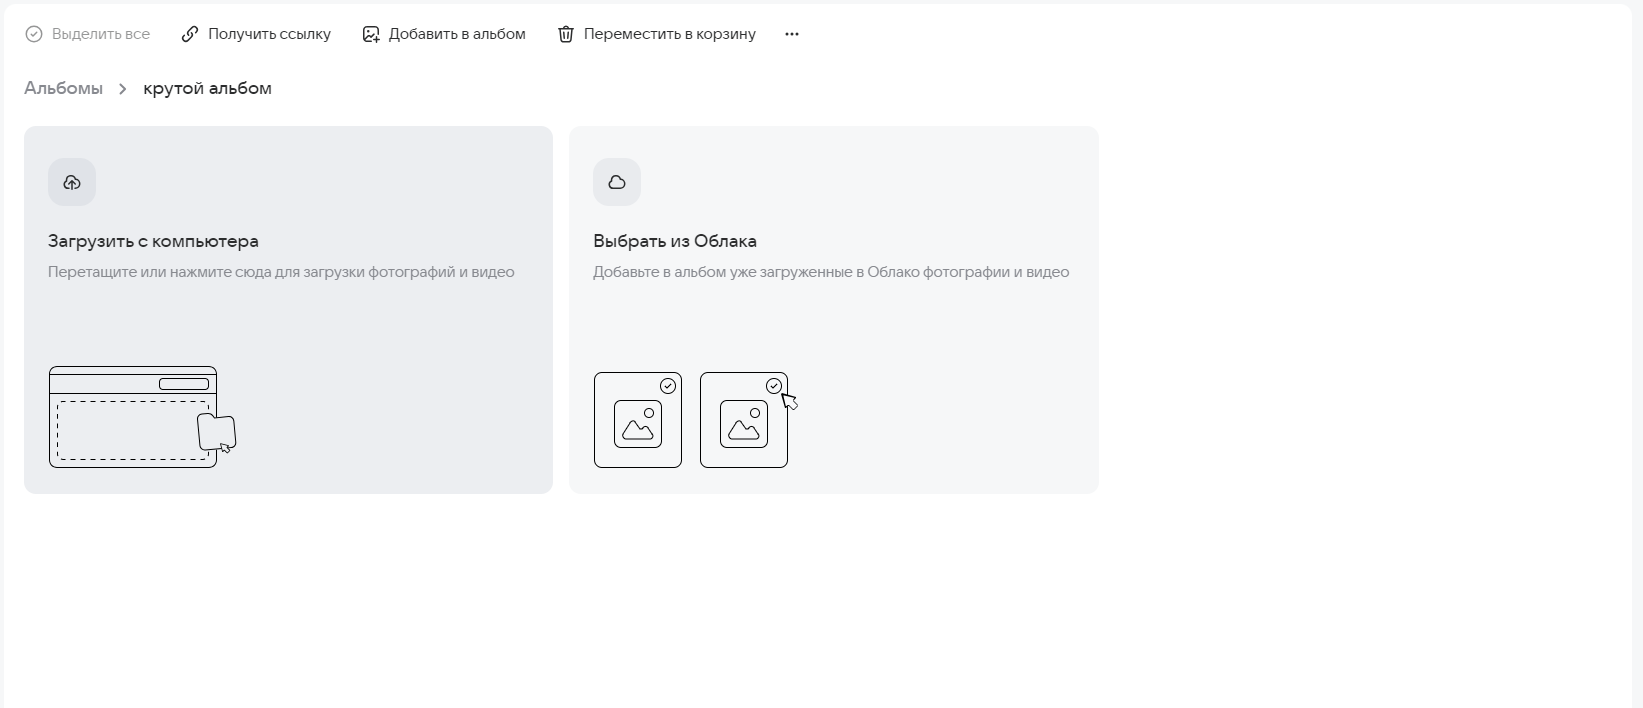 Выделить все Получить ссылку Добавить в альбом Переместить в корзину
Альбомы крутой альбом
Загрузить с компьютера
Перетащите или нажмите сюда для загрузки фотографий и видео
Выбрать из Облака
Добавьте в альбом уже загруженные в Облако фотографии и видео